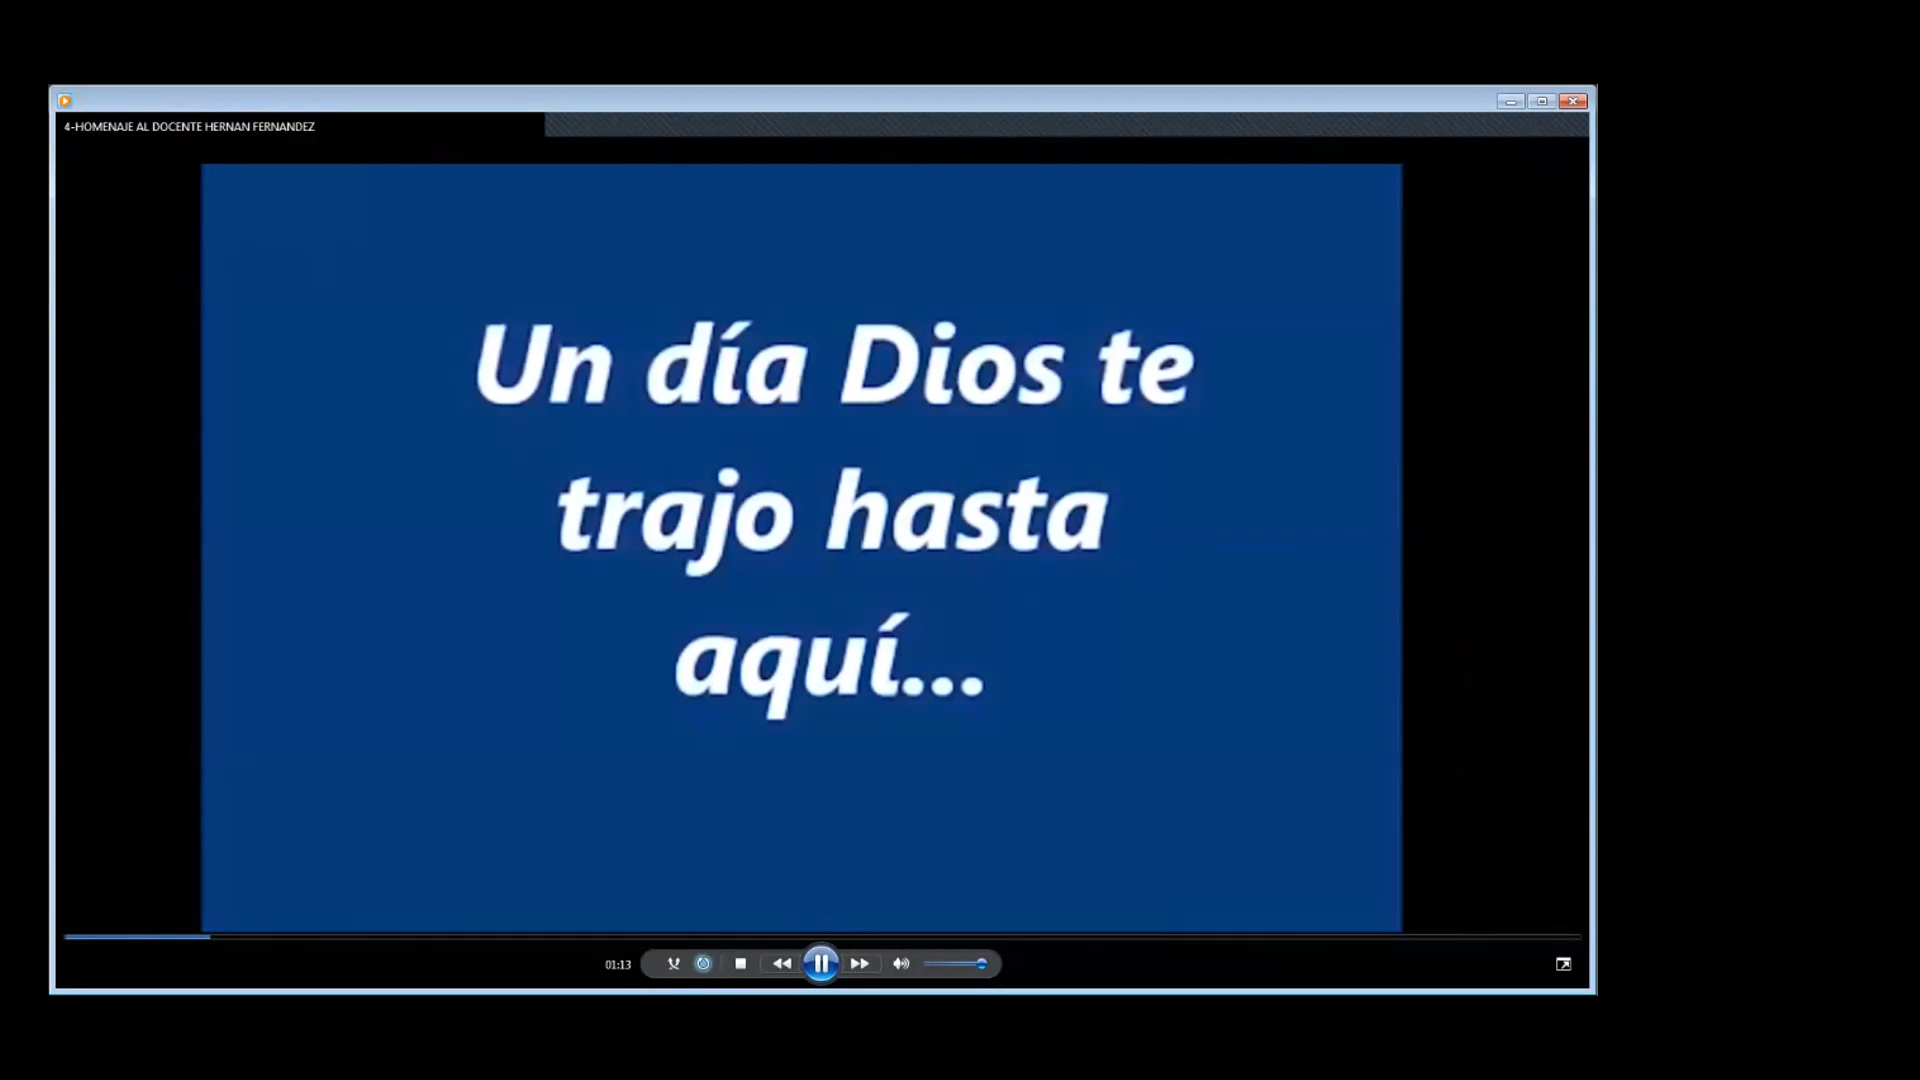 4-HOMENAJE AL DOCENTE HERNAN FERNANDEZ
Un día Dios te
trajo hasta
aquí...
01:13